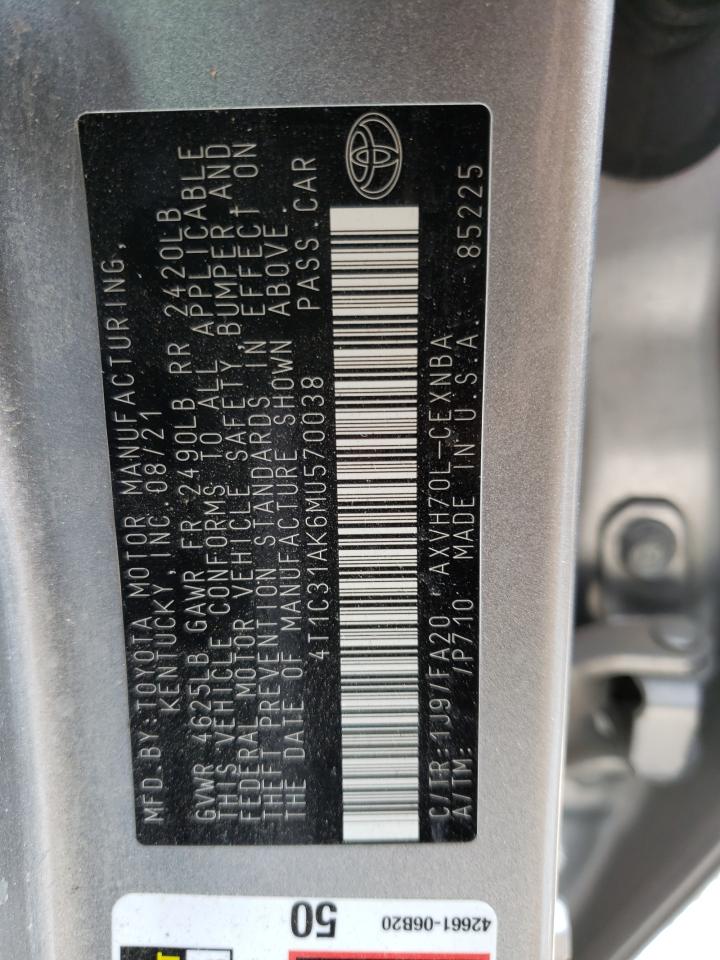 MFD.BY:TOYOTA MOTOR MANUFACTURING,
KENTUCKY,INC.08/21
GVWR 4625LB GAWR FR 2490LB RR 2420LB
THIS VEHICLE CONFORMS TO ALL APPLICABLE
FEDERAL MOTOR VEHICLE SAFETY,BUMPER AND
THEFT PREVENTION STANDARDS IN EFFECT ON
THE DATE OF MANUFACTURE SHOWN ABOVE.
4T1C31AK6MU570038 PASS.CAR
C/TR:1J9/FA20 AXVH70L-CEXNBA
A/TM: /P710 MADE IN U.S.A. 85225
50
42661-06B20